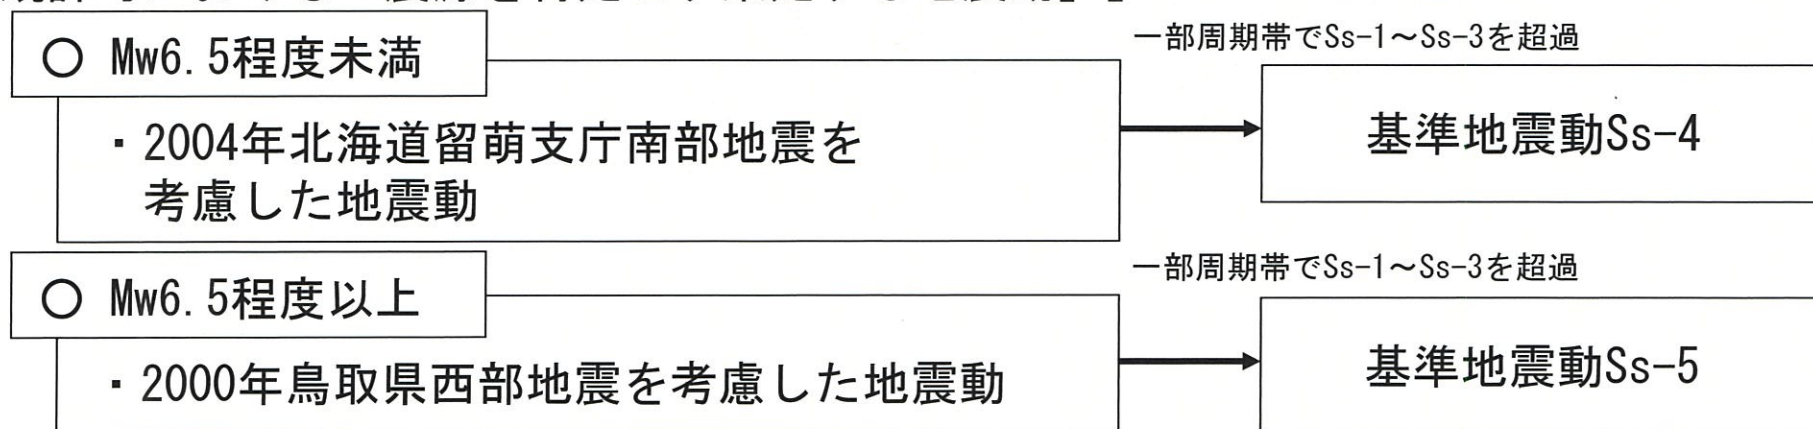 一部周期帯でSs-1～Ss-3を超過
○ Mw6.5程度未満
・2004年北海道留萌支庁南部地震を
考慮した地震動
基準地震動Ss-4
一部周期帯でSs-1～Ss-3を超過
○ Mw6.5程度以上
・2000年鳥取県西部地震を考慮した地震動
基準地震動Ss-5